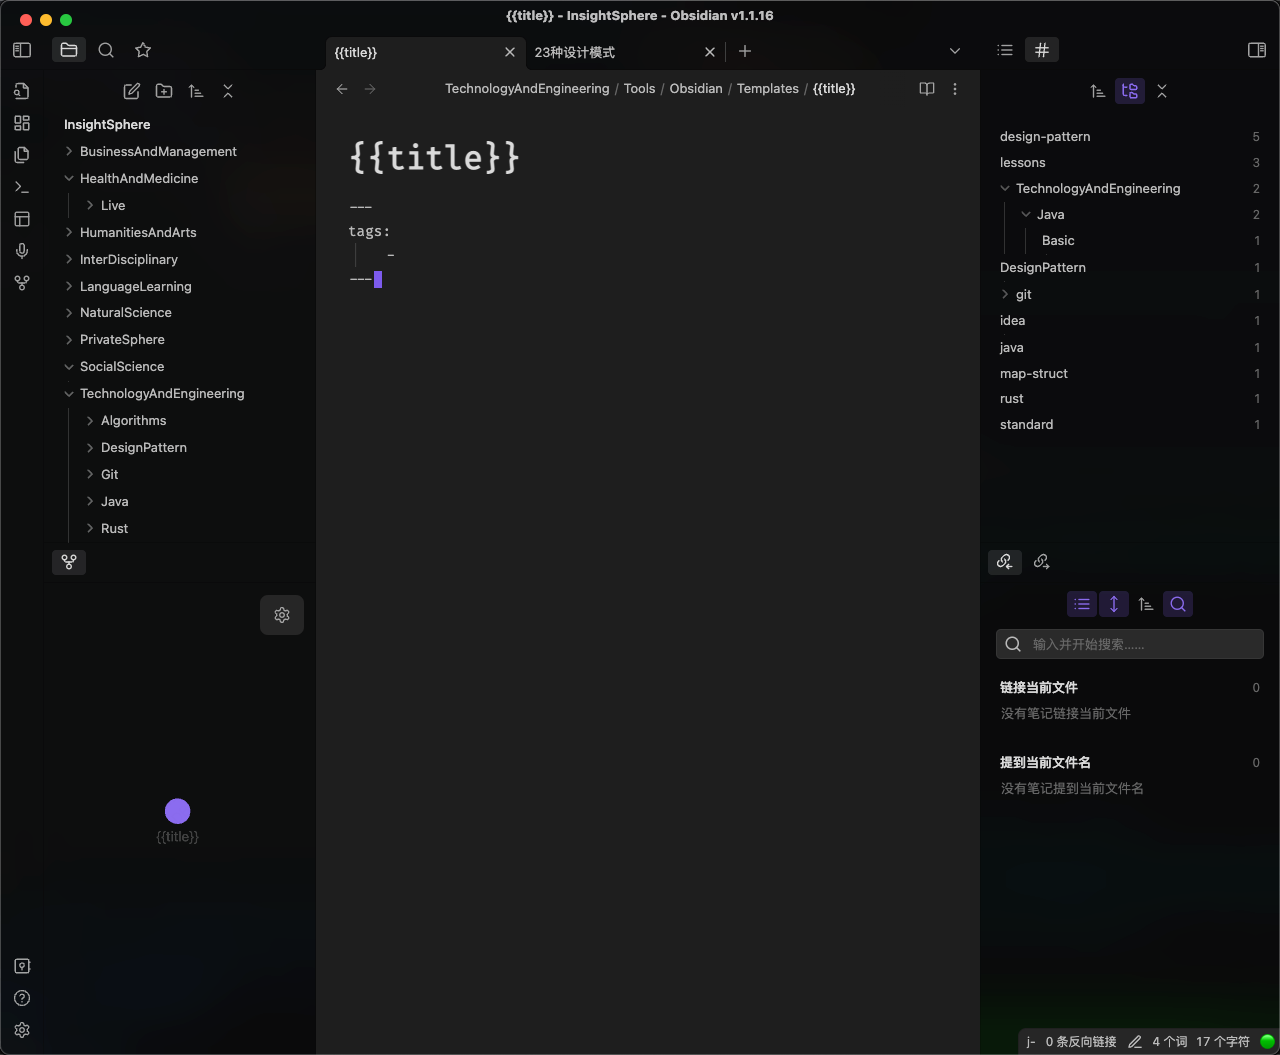 {{title}} - InsightSphere - Obsidian v1.1.16
{{title}}
23种设计模式
TechnologyAndEngineering / Tools / Obsidian / Templates / {{title}}
InsightSphere
BusinessAndManagement
HealthAndMedicine
Live
HumanitiesAndArts
InterDisciplinary
LanguageLearning
NaturalScience
PrivateSphere
SocialScience
TechnologyAndEngineering
Algorithms
DesignPattern
Git
Java
Rust
{{title}}
{{title}}
---
tags:
-
---
design-pattern 5
lessons 3
TechnologyAndEngineering 2
Java 2
Basic 1
DesignPattern 1
git 1
idea 1
java 1
map-struct 1
rust 1
standard 1
输入并开始搜索......
链接当前文件 0
没有笔记链接当前文件
提到当前文件名 0
没有笔记提到当前文件名
j- 0 条反向链接 4 个词 17 个字符